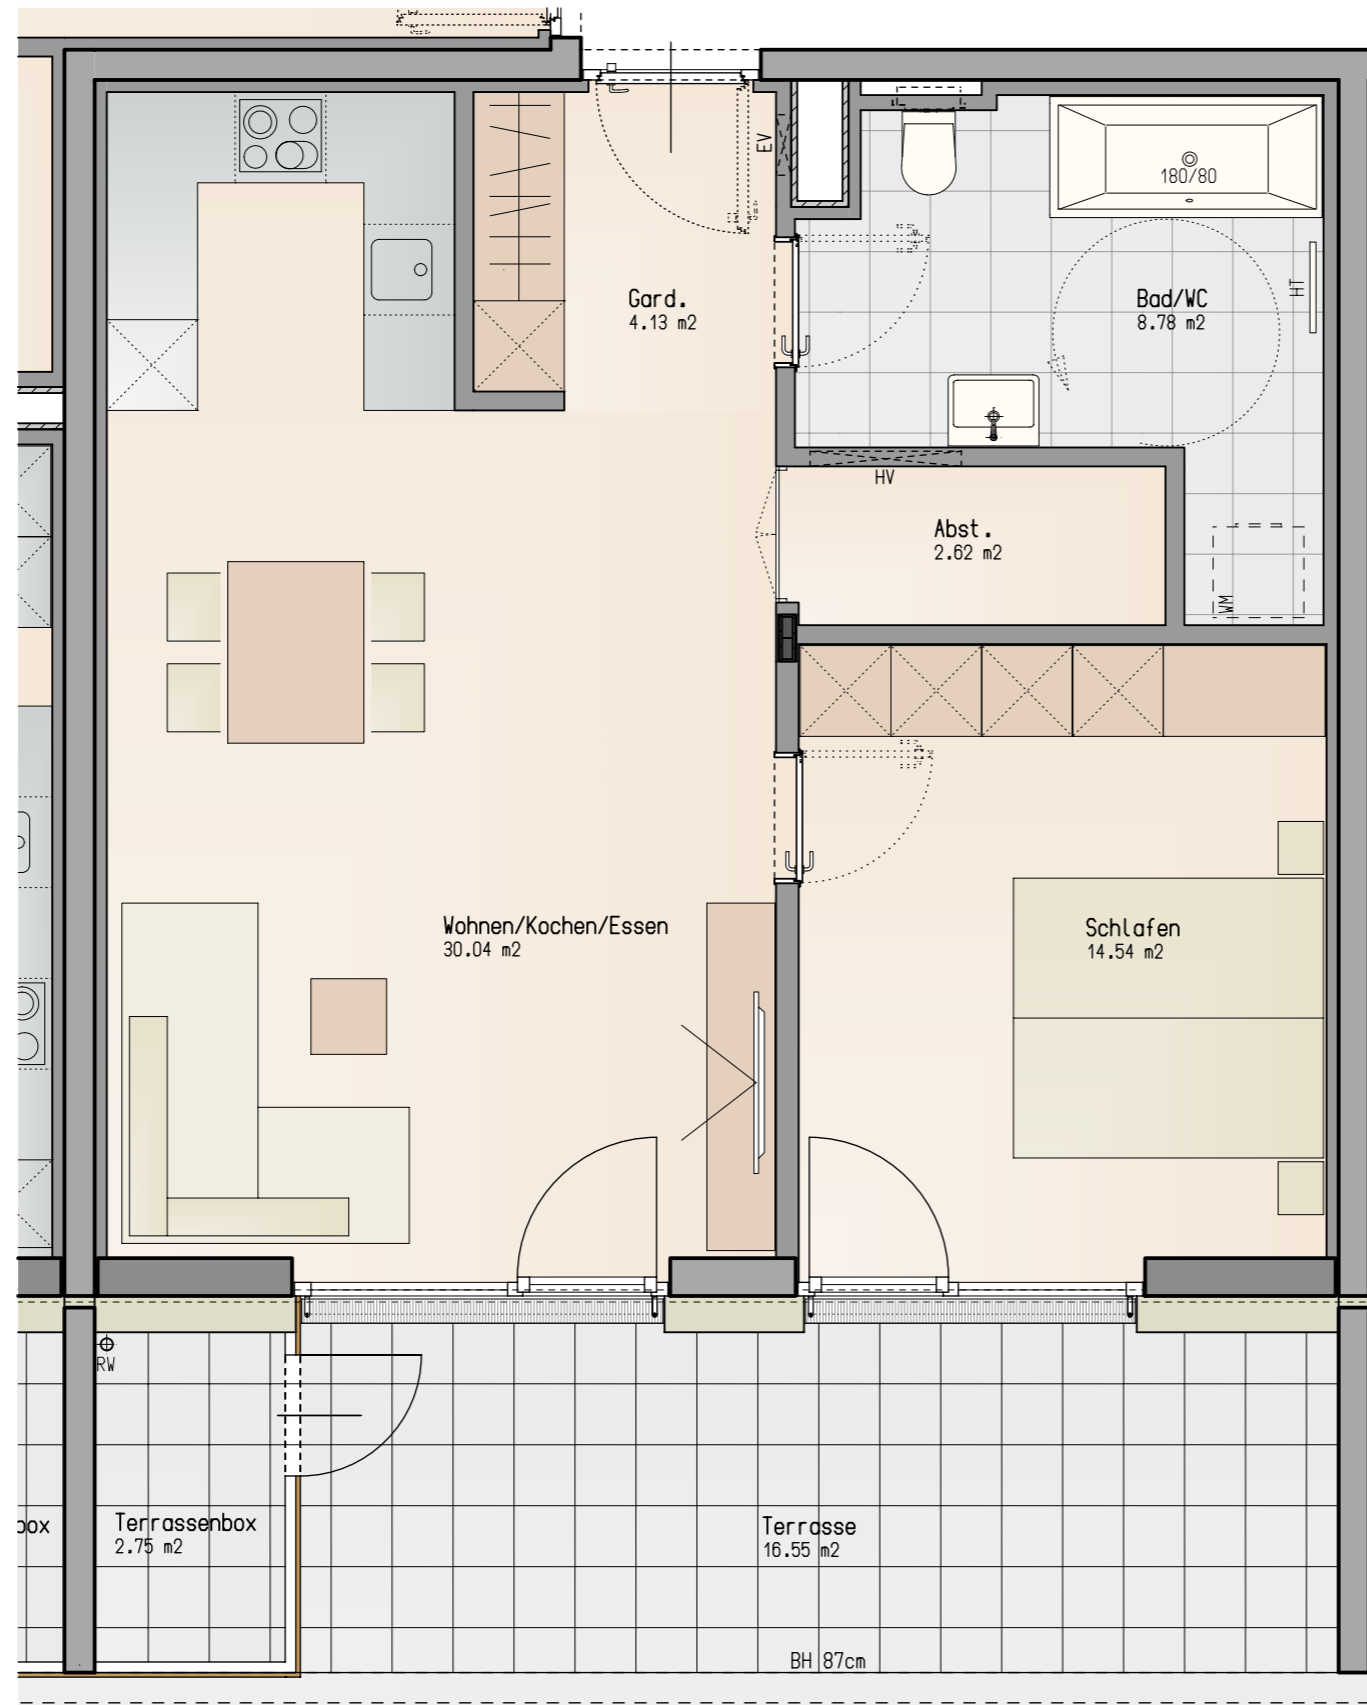 EV
180/80
Gard.
4.13 m2
Bad/WC
8.78 m2
HT
HV
Abst.
2.62 m2
WM
Wohnen/Kochen/Essen
30.04 m2
Schlafen
14.54 m2
RW
box
Terrassenbox
2.75 m2
Terrasse
16.55 m2
BH 87cm